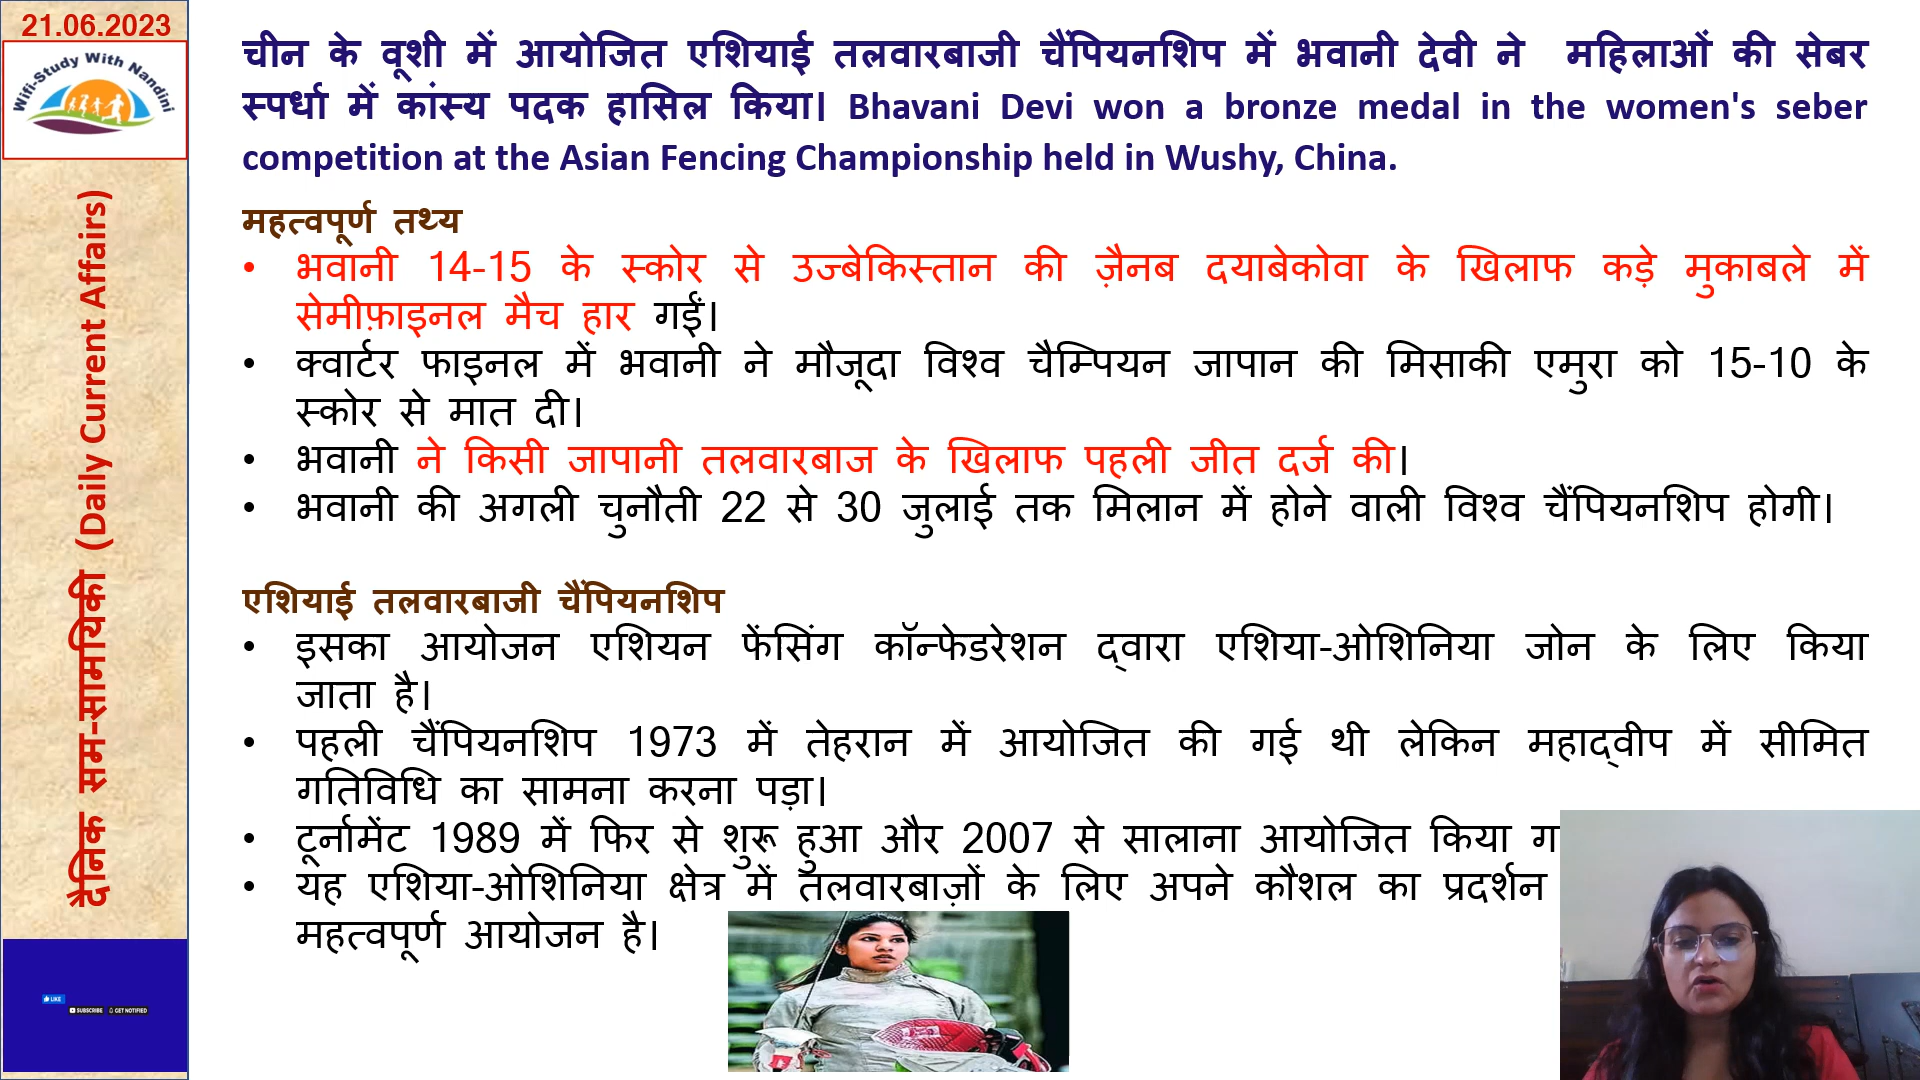 21.06.2023
Wifi-Study With Nandini
दैनिक सम-सामयिकी (Daily Current Affairs)
LIKE
SUBSCRIBE GET NOTIFIED
चीन के वूशी में आयोजित एशियाई तलवारबाजी चैंपियनशिप में भवानी देवी ने महिलाओं की सेबर
स्पर्धा में कांस्य पदक हासिल किया। Bhavani Devi won a bronze medal in the women's seber
competition at the Asian Fencing Championship held in Wushy, China.
महत्वपूर्ण तथ्य
• भवानी 14-15 के स्कोर से उज्बेकिस्तान की ज़ैनब दयाबेकोवा के खिलाफ कड़े मुकाबले में
सेमीफ़ाइनल मैच हार गईं।
• क्वार्टर फाइनल में भवानी ने मौजूदा विश्व चैम्पियन जापान की मिसाकी एमुरा को 15-10 के
स्कोर से मात दी।
• भवानी ने किसी जापानी तलवारबाज के खिलाफ पहली जीत दर्ज की।
• भवानी की अगली चुनौती 22 से 30 जुलाई तक मिलान में होने वाली विश्व चैंपियनशिप होगी।
एशियाई तलवारबाजी चैंपियनशिप
• इसका आयोजन एशियन फेंसिंग कॉन्फेडरेशन द्वारा एशिया-ओशिनिया जोन के लिए किया
जाता है।
• पहली चैंपियनशिप 1973 में तेहरान में आयोजित की गई थी लेकिन महाद्वीप में सीमित
गतिविधि का सामना करना पड़ा।
• टूर्नामेंट 1989 में फिर से शुरू हुआ और 2007 से सालाना आयोजित किया
• यह एशिया-ओशिनिया क्षेत्र में तलवारबाज़ों के लिए अपने कौशल का प्रदर्शन
महत्वपूर्ण आयोजन है।